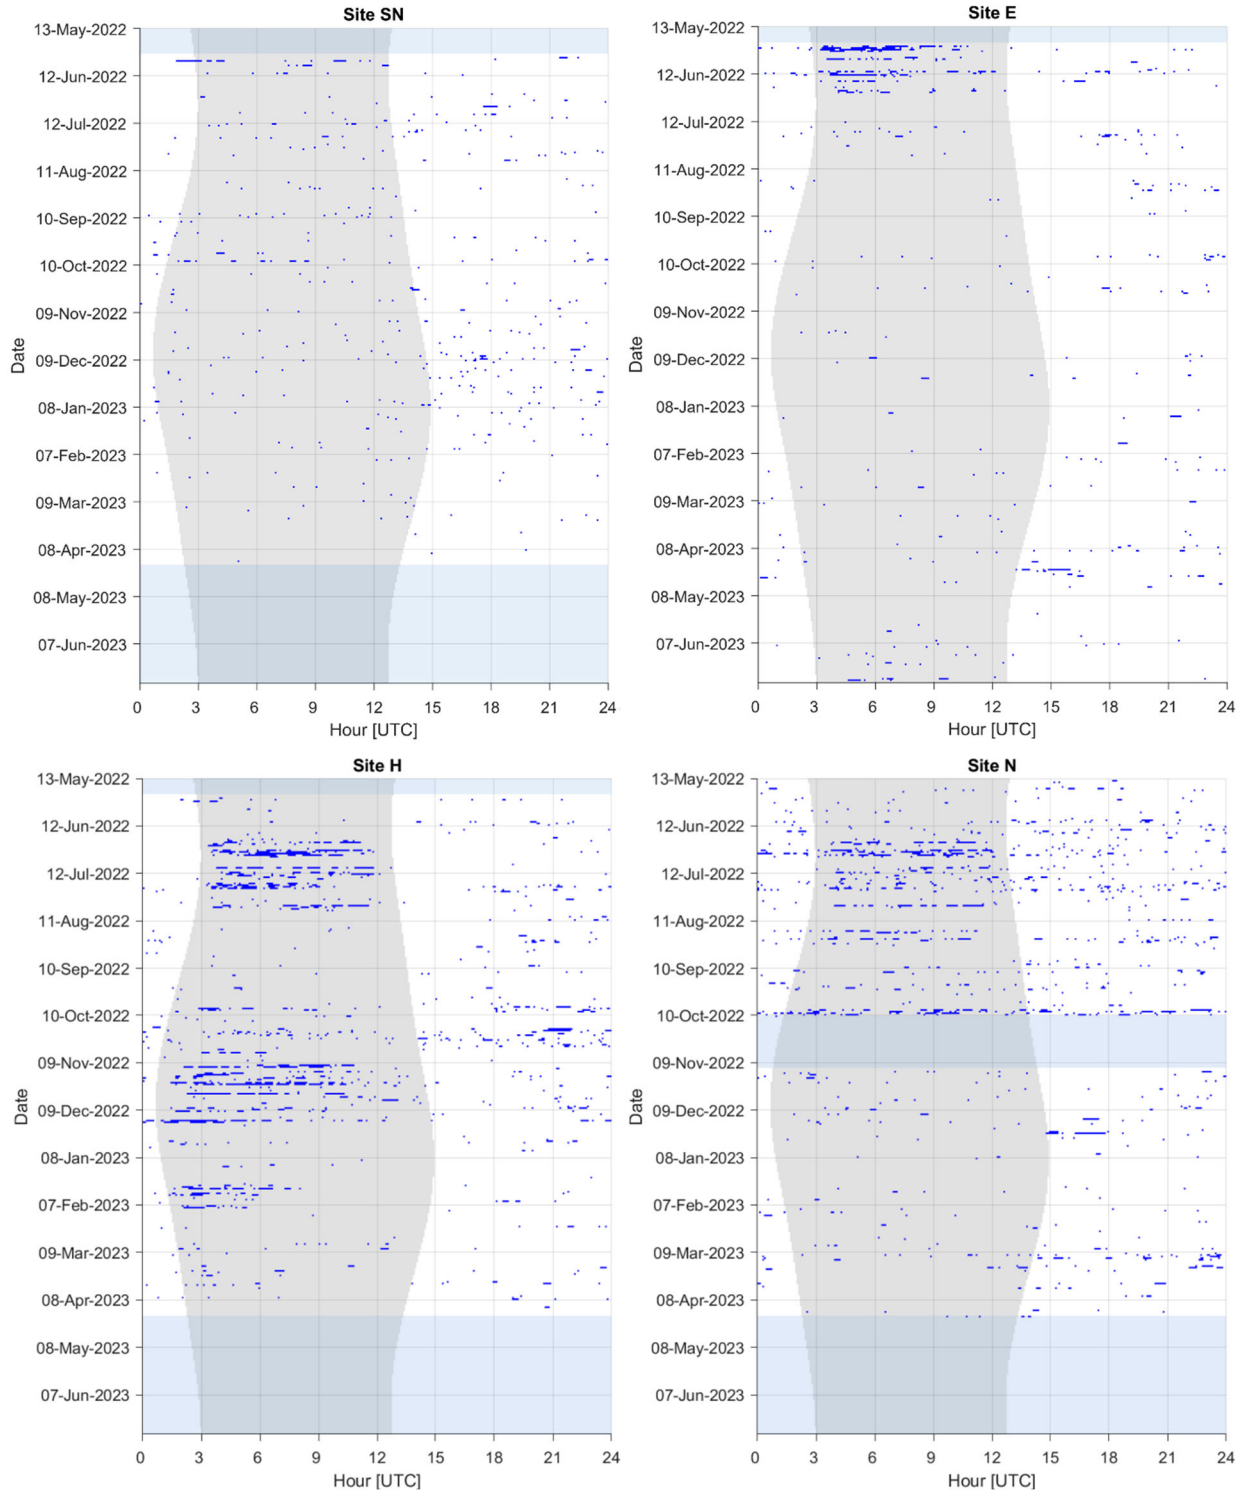 Site SN
13-May-2022
12-Jun-2022
12-Jul-2022
11-Aug-2022
10-Sep-2022
10-Oct-2022
09-Nov-2022
09-Dec-2022
08-Jan-2023
07-Feb-2023
09-Mar-2023
08-Apr-2023
08-May-2023
07-Jun-2023
Date
0 3 6 9 12 15 18 21 24
Hour [UTC]
Site E
13-May-2022
12-Jun-2022
12-Jul-2022
11-Aug-2022
10-Sep-2022
10-Oct-2022
09-Nov-2022
09-Dec-2022
08-Jan-2023
07-Feb-2023
09-Mar-2023
08-Apr-2023
08-May-2023
07-Jun-2023
Date
0 3 6 9 12 15 18 21 24
Hour [UTC]
Site H
13-May-2022
12-Jun-2022
12-Jul-2022
11-Aug-2022
10-Sep-2022
10-Oct-2022
09-Nov-2022
09-Dec-2022
08-Jan-2023
07-Feb-2023
09-Mar-2023
08-Apr-2023
08-May-2023
07-Jun-2023
Date
0 3 6 9 12 15 18 21 24
Hour [UTC]
Site N
13-May-2022
12-Jun-2022
12-Jul-2022
11-Aug-2022
10-Sep-2022
10-Oct-2022
09-Nov-2022
09-Dec-2022
08-Jan-2023
07-Feb-2023
09-Mar-2023
08-Apr-2023
08-May-2023
07-Jun-2023
Date
0 3 6 9 12 15 18 21 24
Hour [UTC]